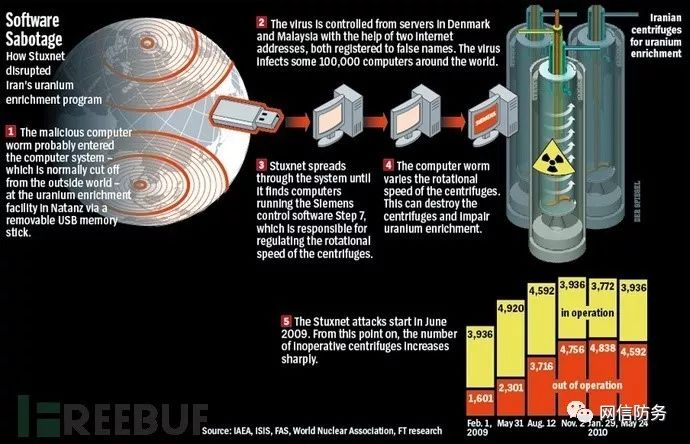 Software
Sabotage
How Stuxnet
disrupted
Iran's uranium
enrichment program
1 The malicious computer
worm probably entered
the computer system –
which is normally cut off
from the outside world –
at the uranium enrichment
facility in Natanz via a
removable USB memory
stick.
2 The virus is controlled from servers in Denmark
and Malaysia with the help of two Internet
addresses, both registered to false names. The virus
infects some 100,000 computers around the world.
Iranian
centrifuges
for uranium
enrichment
SIEMENS
3 Stuxnet spreads
through the system until
it finds computers
running the Siemens
control software Step 7,
which is responsible for
regulating the rotational
speed of the centrifuges.
4 The computer worm
varies the rotational
speed of the centrifuges.
This can destroy the
centrifuges and impair
uranium enrichment.
DER SPIEGEL
5 The Stuxnet attacks start in June
2009. From this point on, the number
of inoperative centrifuges increases
sharply.
3,936
4,920
4,592
3,936
3,772
3,936
in operation
1,601
2,301
3,716
4,756
4,838
4,592
out of operation
Feb. 1, May 31 Aug. 12 Nov. 2 Jan. 29, May 24
2009 2010
FREEBUF
Source: IAEA, ISIS, FAS, World Nuclear Association, FT research
网信防务